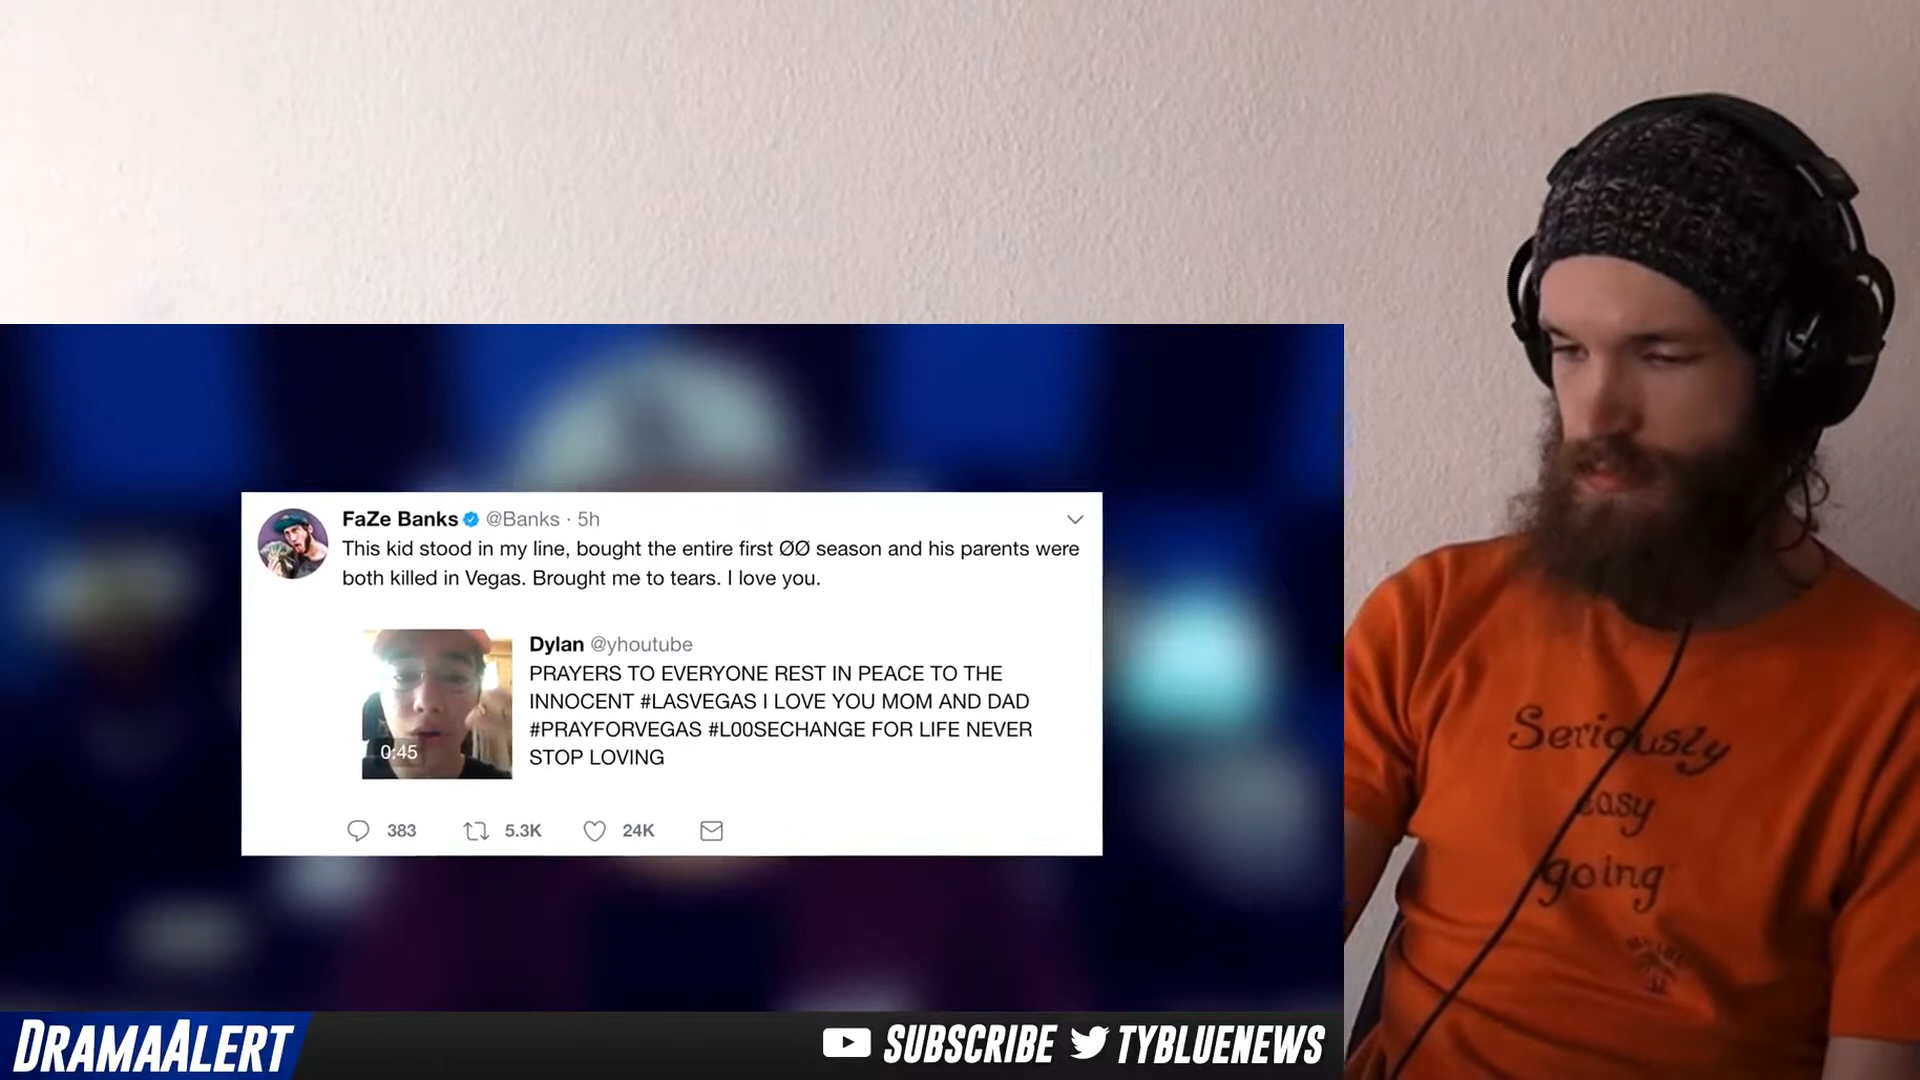 FaZe Banks @Banks · 5h
This kid stood in my line, bought the entire first ØØ season and his parents were
both killed in Vegas. Brought me to tears. I love you.
Dylan @yhoutube
PRAYERS TO EVERYONE REST IN PEACE TO THE
INNOCENT #LASVEGAS I LOVE YOU MOM AND DAD
#PRAYFORVEGAS #L00SECHANGE FOR LIFE NEVER
STOP LOVING
0:45
383 5.3K 24K
DRAMAALERT
SUBSCRIBE TYBLUENEWS
Seriously
easy
going